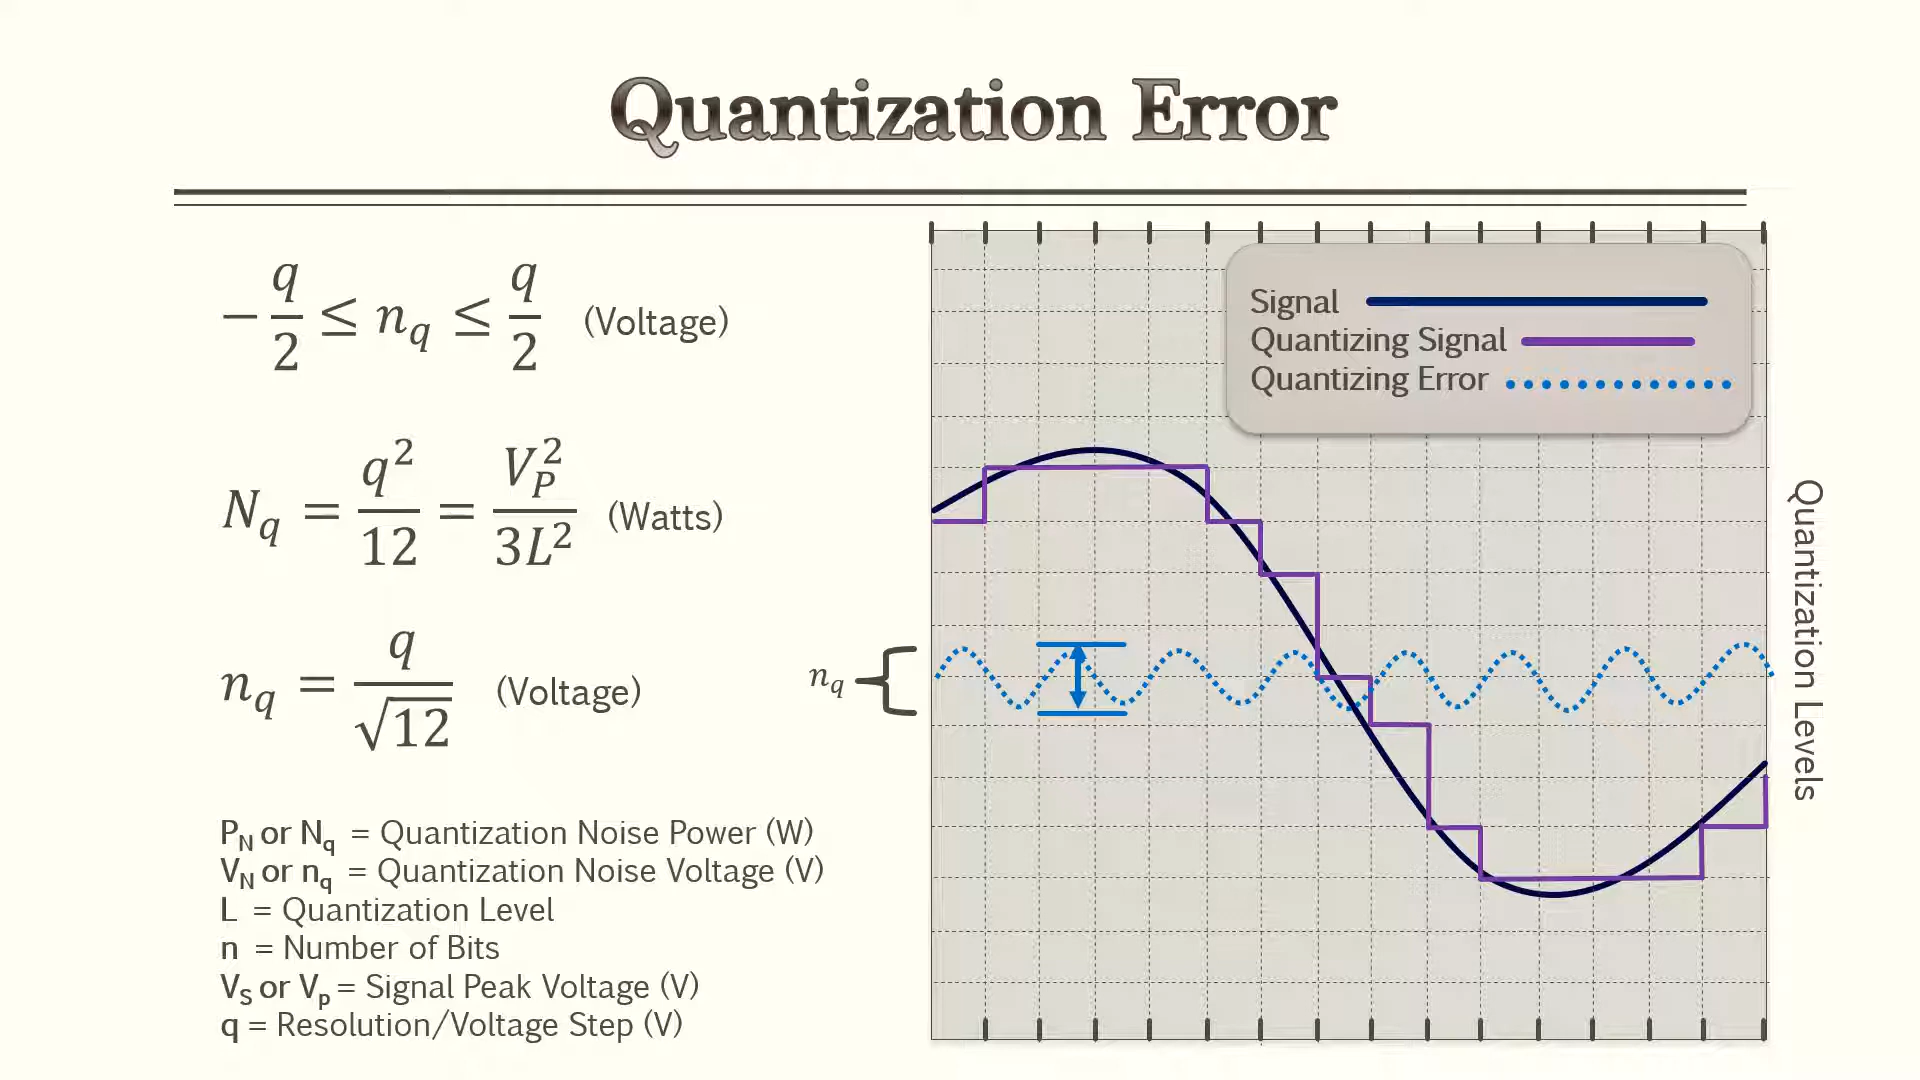 Quantization Error
−q/2 ≤ n_q ≤ q/2 (Voltage)
N_q = q²/12 = V_P²/3L² (Watts)
n_q = q/√12 (Voltage)
P_N or N_q = Quantization Noise Power (W)
V_N or n_q = Quantization Noise Voltage (V)
L = Quantization Level
n = Number of Bits
V_S or V_p = Signal Peak Voltage (V)
q = Resolution/Voltage Step (V)
Signal
Quantizing Signal
Quantizing Error
n_q
Quantization Levels